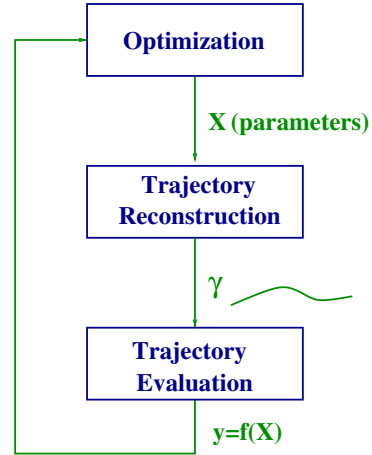 Optimization
X (parameters)
Trajectory
Reconstruction
γ
Trajectory
Evaluation
y=f(X)